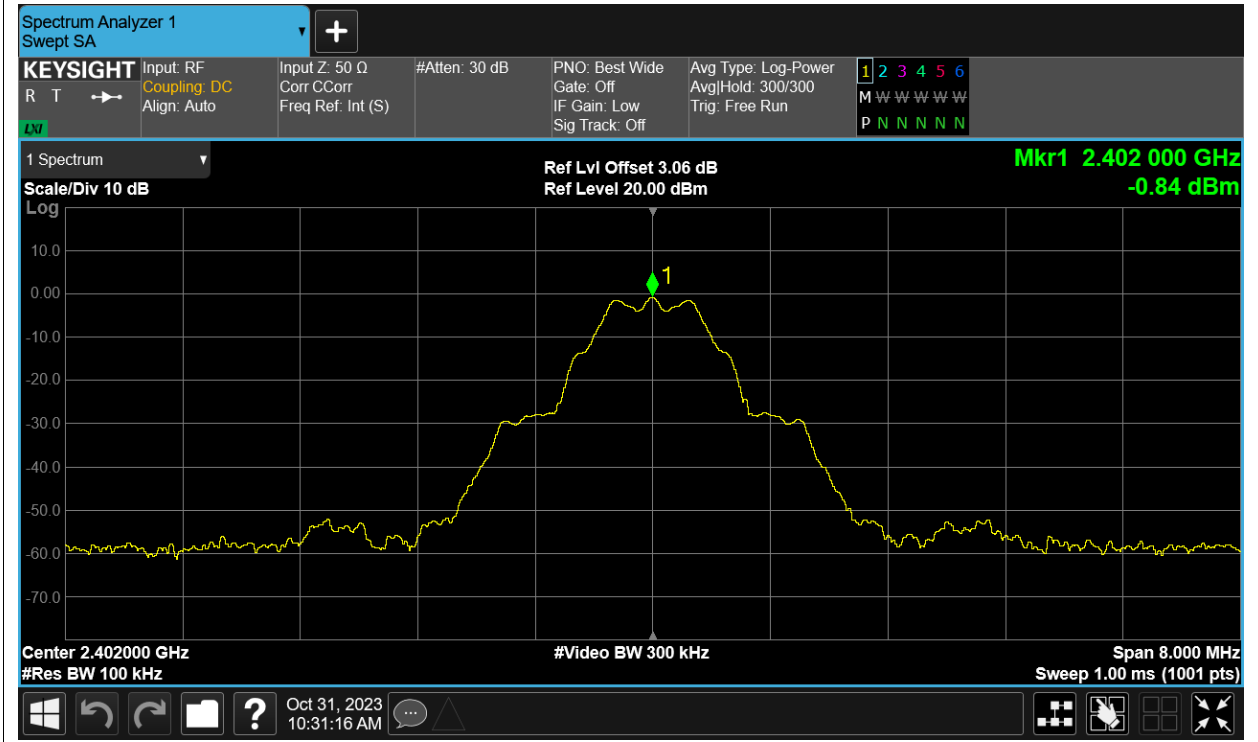 Spectrum Analyzer 1
Swept SA
KEYSIGHT
R T
LXI
Input: RF
Coupling: DC
Align: Auto
Input Z: 50 Ω
Corr CCorr
Freq Ref: Int (S)
#Atten: 30 dB
PNO: Best Wide
Gate: Off
IF Gain: Low
Sig Track: Off
Avg Type: Log-Power
Avg|Hold: 300/300
Trig: Free Run
1 2 3 4 5 6
M W W W W W
P N N N N N
1 Spectrum
Scale/Div 10 dB
Log
Ref Lvl Offset 3.06 dB
Ref Level 20.00 dBm
Mkr1 2.402 000 GHz
-0.84 dBm
1
10.0
0.00
-10.0
-20.0
-30.0
-40.0
-50.0
-60.0
-70.0
Center 2.402000 GHz
#Res BW 100 kHz
#Video BW 300 kHz
Span 8.000 MHz
Sweep 1.00 ms (1001 pts)
?
Oct 31, 2023
10:31:16 AM